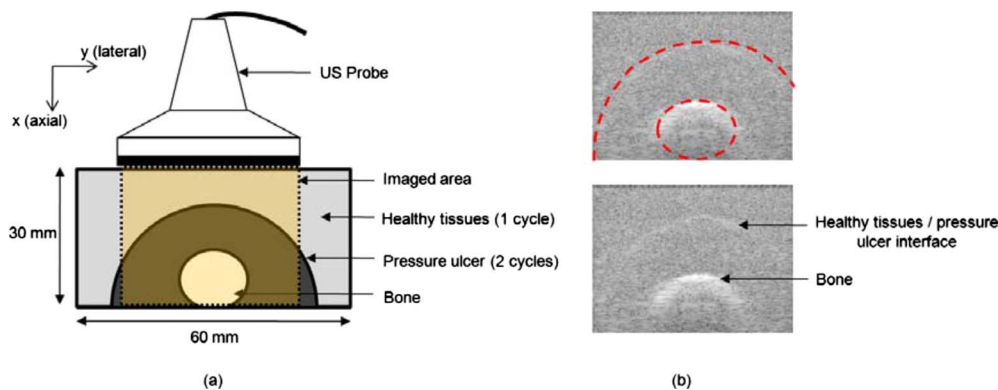 y (lateral)
x (axial)
US Probe
Imaged area
Healthy tissues (1 cycle)
Pressure ulcer (2 cycles)
Bone
30 mm
60 mm
(a)
Healthy tissues / pressure
ulcer interface
Bone
(b)